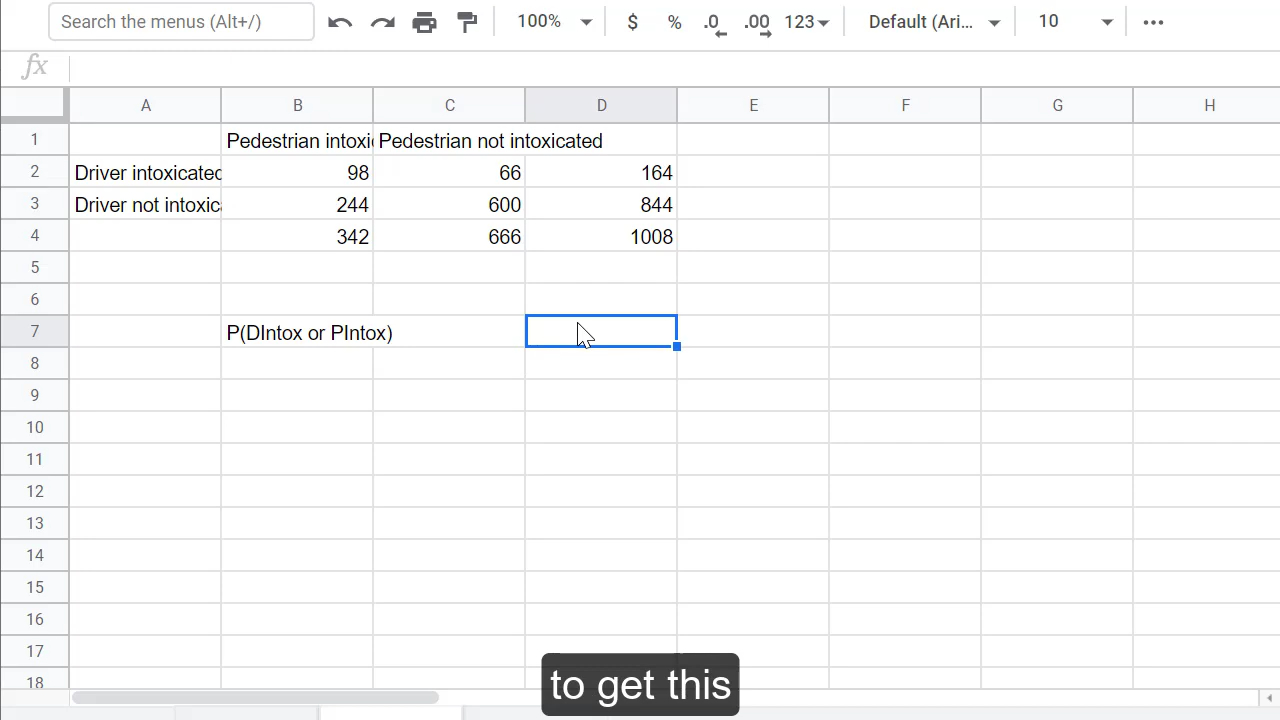 Search the menus (Alt+/) 100% $ % .0 .00 123 Default (Ari... 10
fx
A B C D E F G H
1 Pedestrian intoxi Pedestrian not intoxicated
2 Driver intoxicated 98 66 164
3 Driver not intoxic 244 600 844
4 342 666 1008
5
6
7 P(DIntox or PIntox)
8
9
10
11
12
13
14
15
16
17
18
to get this